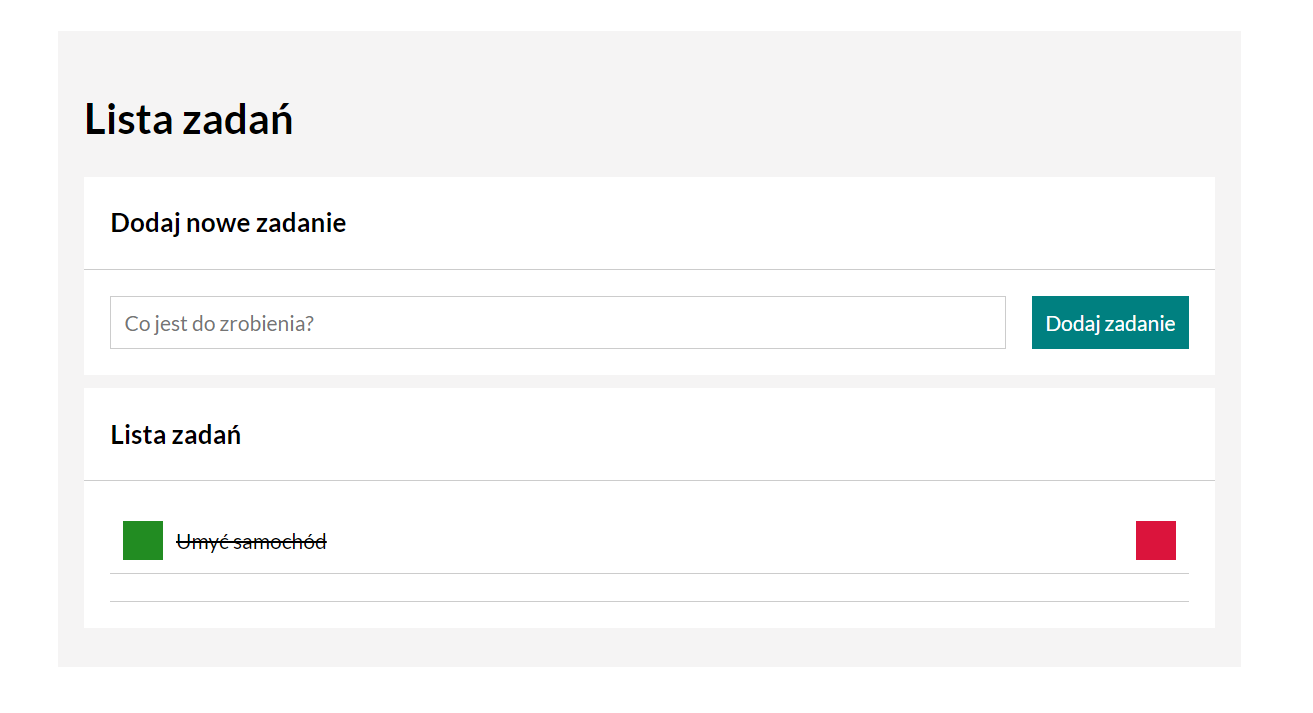 Lista zadań
Dodaj nowe zadanie
Co jest do zrobienia?
Dodaj zadanie
Lista zadań
Umyć samochód